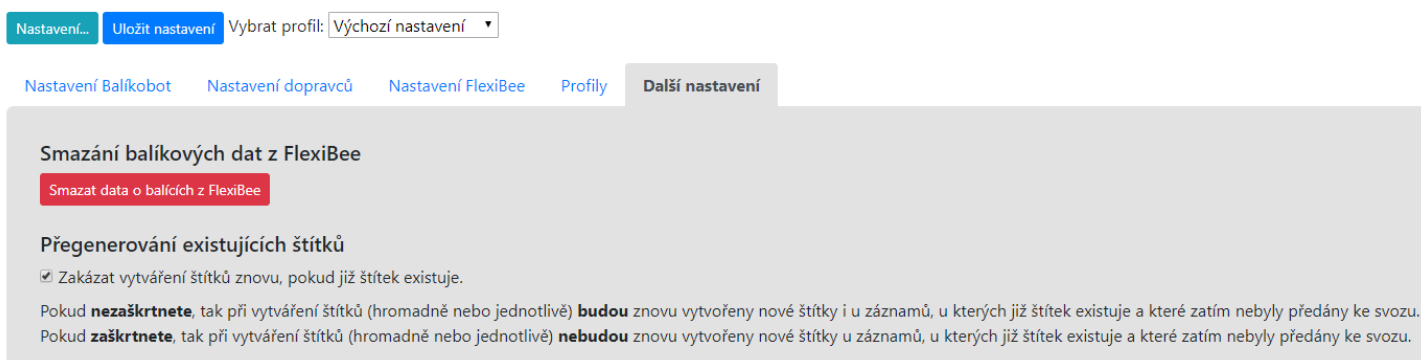 Nastavení... Uložit nastavení Vybrat profil: Výchozí nastavení
Nastavení Balíkobot Nastavení dopravců Nastavení FlexiBee Profily Další nastavení
Smazání balíkových dat z FlexiBee
Smazat data o balících z FlexiBee
Přegenerování existujících štítků
Zakázat vytváření štítků znovu, pokud již štítek existuje.
Pokud nezaškrtnete, tak při vytváření štítků (hromadně nebo jednotlivě) budou znovu vytvořeny nové štítky i u záznamů, u kterých již štítek existuje a které zatím nebyly předány ke svozu.
Pokud zaškrtnete, tak při vytváření štítků (hromadně nebo jednotlivě) nebudou znovu vytvořeny nové štítky u záznamů, u kterých již štítek existuje a které zatím nebyly předány ke svozu.